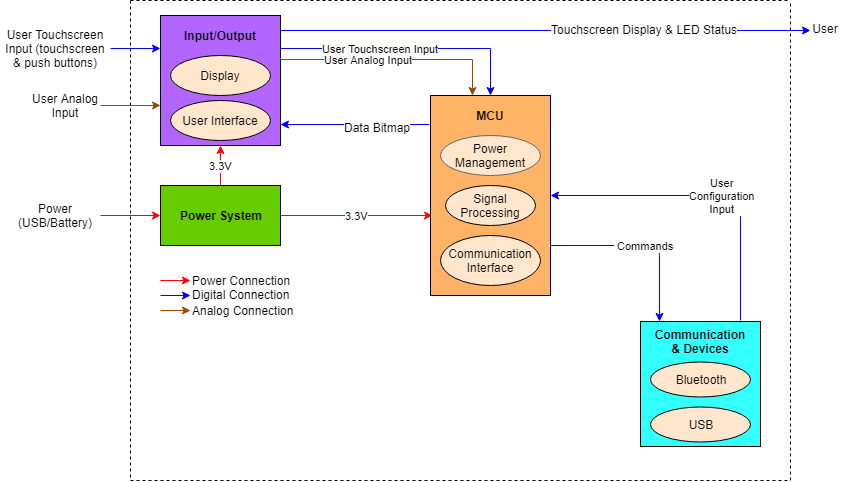 Input/Output
Display
User Interface
User Touchscreen
Input (touchscreen
& push buttons)
User Analog
Input
Touchscreen Display & LED Status
User
User Touchscreen Input
User Analog Input
MCU
Power
Management
Signal
Processing
Communication
Interface
Data Bitmap
3.3V
Power
(USB/Battery)
Power System
3.3V
User
Configuration
Input
Commands
Power Connection
Digital Connection
Analog Connection
Communication
& Devices
Bluetooth
USB